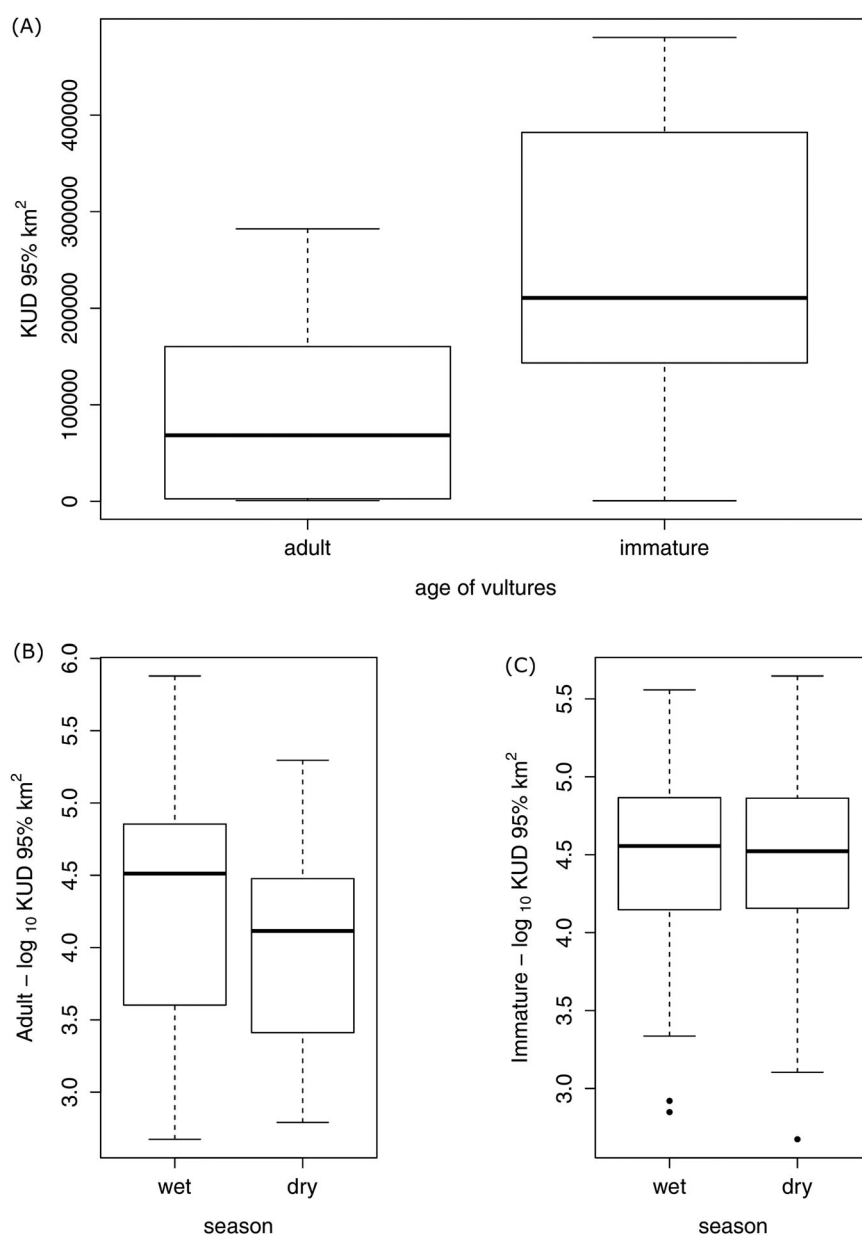 (A)
KUD 95% km²
400000
300000
200000
100000
0
adult immature
age of vultures
(B)
Adult – log ₁₀ KUD 95% km²
6.0
5.5
5.0
4.5
4.0
3.5
3.0
wet dry
season
(C)
Immature – log ₁₀ KUD 95% km²
5.5
5.0
4.5
4.0
3.5
3.0
wet dry
season